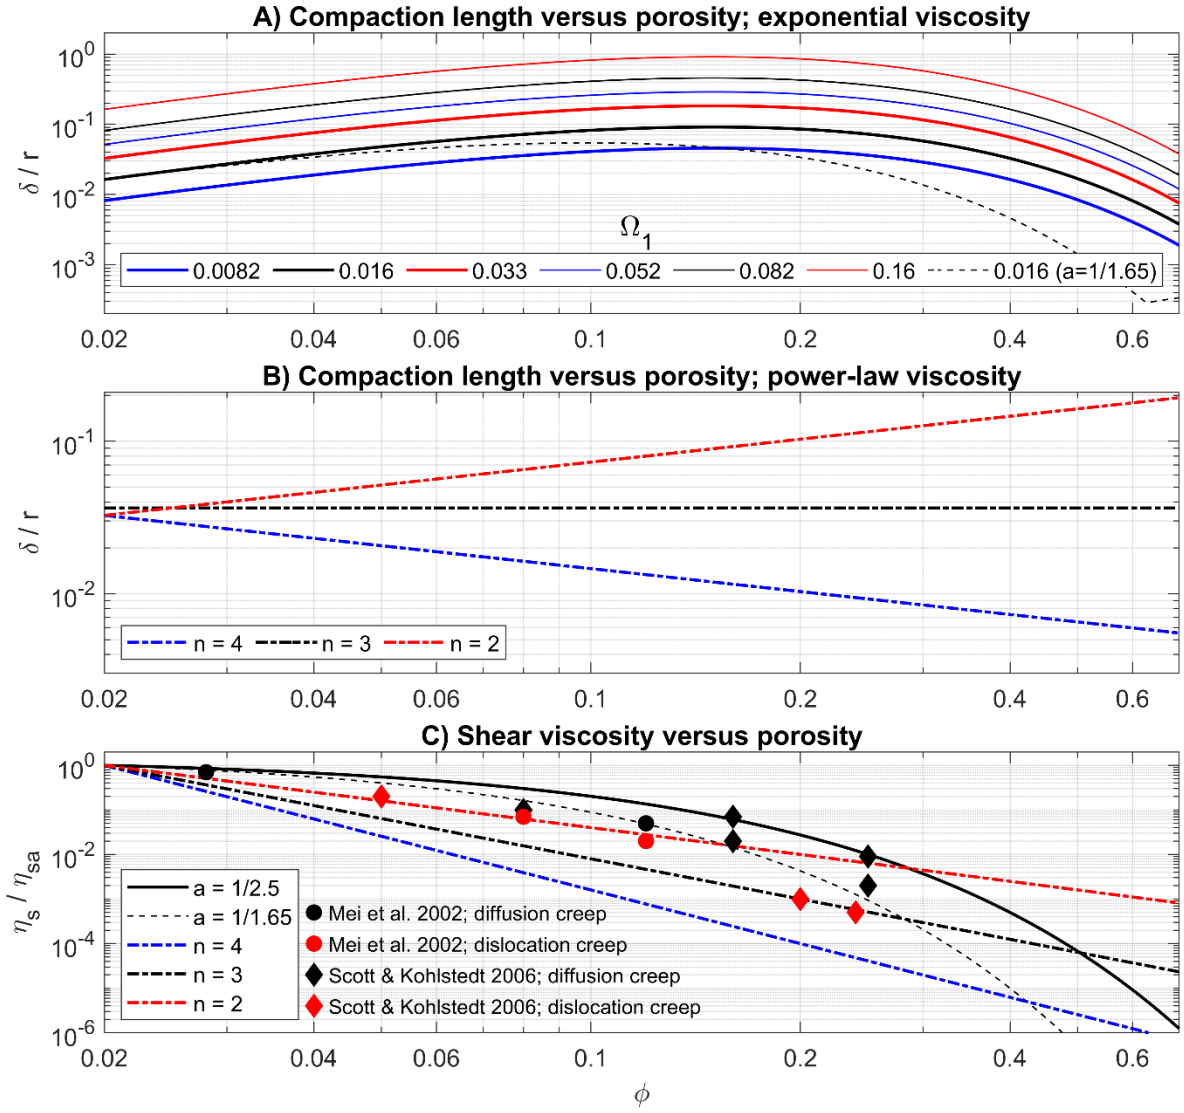 A) Compaction length versus porosity; exponential viscosity
10^0
10^-1
10^-2
10^-3
δ / r
Ω_1
0.0082 0.016 0.033 0.052 0.082 0.16 0.016 (a=1/1.65)
0.02 0.04 0.06 0.1 0.2 0.4 0.6
B) Compaction length versus porosity; power-law viscosity
10^-1
10^-2
δ / r
n = 4 n = 3 n = 2
0.02 0.04 0.06 0.1 0.2 0.4 0.6
C) Shear viscosity versus porosity
10^0
10^-2
10^-4
10^-6
η_s / η_sa
a = 1/2.5
a = 1/1.65
n = 4
n = 3
n = 2
Mei et al. 2002; diffusion creep
Mei et al. 2002; dislocation creep
Scott & Kohlstedt 2006; diffusion creep
Scott & Kohlstedt 2006; dislocation creep
0.02 0.04 0.06 0.1 0.2 0.4 0.6
ϕ